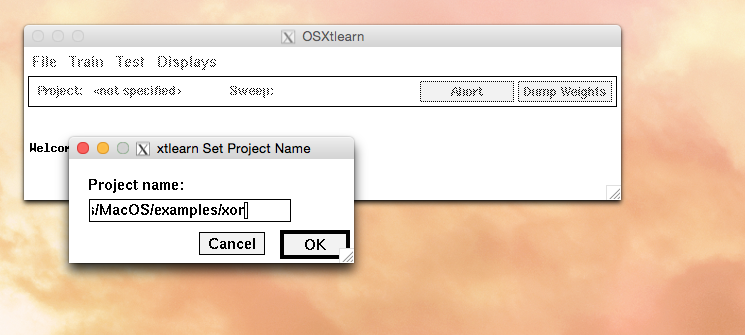 OSXtlearn
File Train Test Displays
Project: <not specified> Sweep: Abort Dump Weights
Welcom
xtlearn Set Project Name
Project name:
s/MacOS/examples/xor
Cancel OK